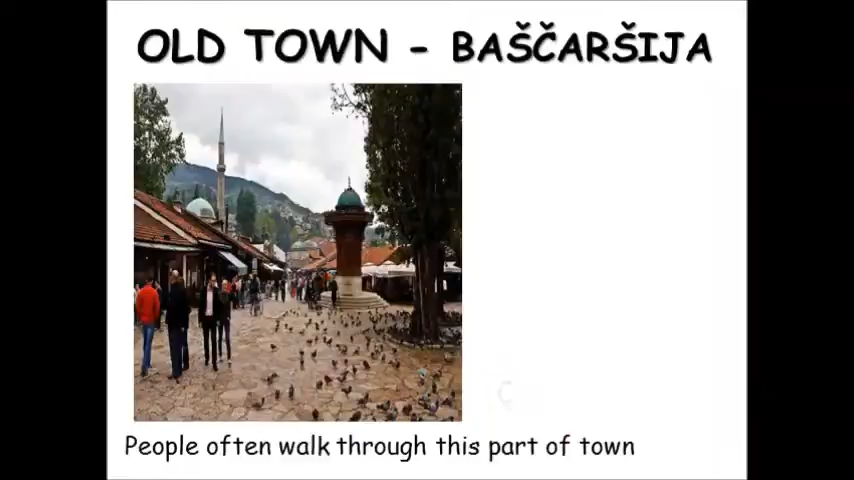 OLD TOWN - BAŠČARŠIJA
People often walk through this part of town